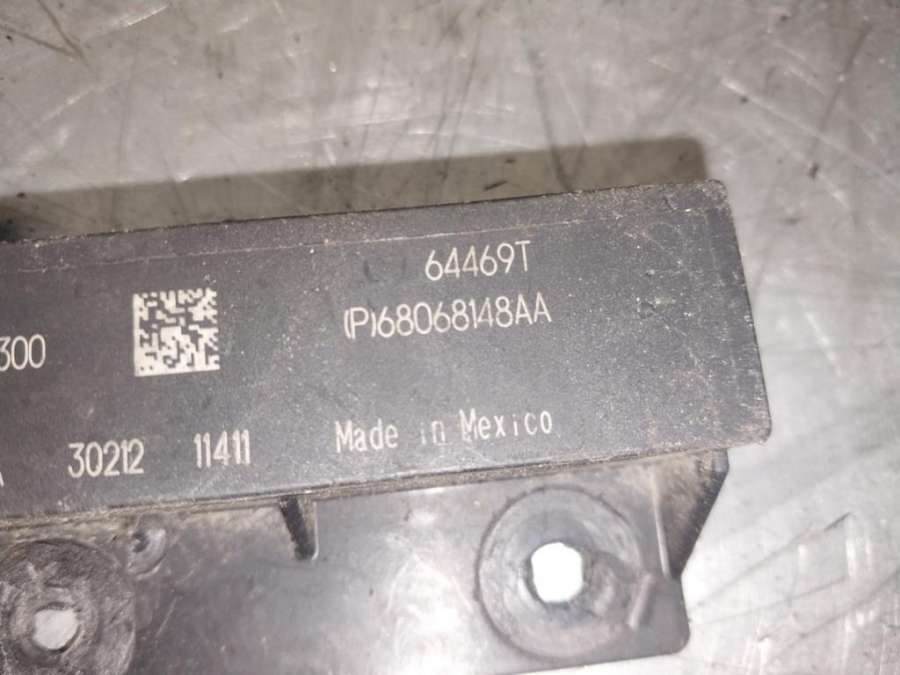 64469T
(P)68068148AA
300
30212 11411 Made in Mexico